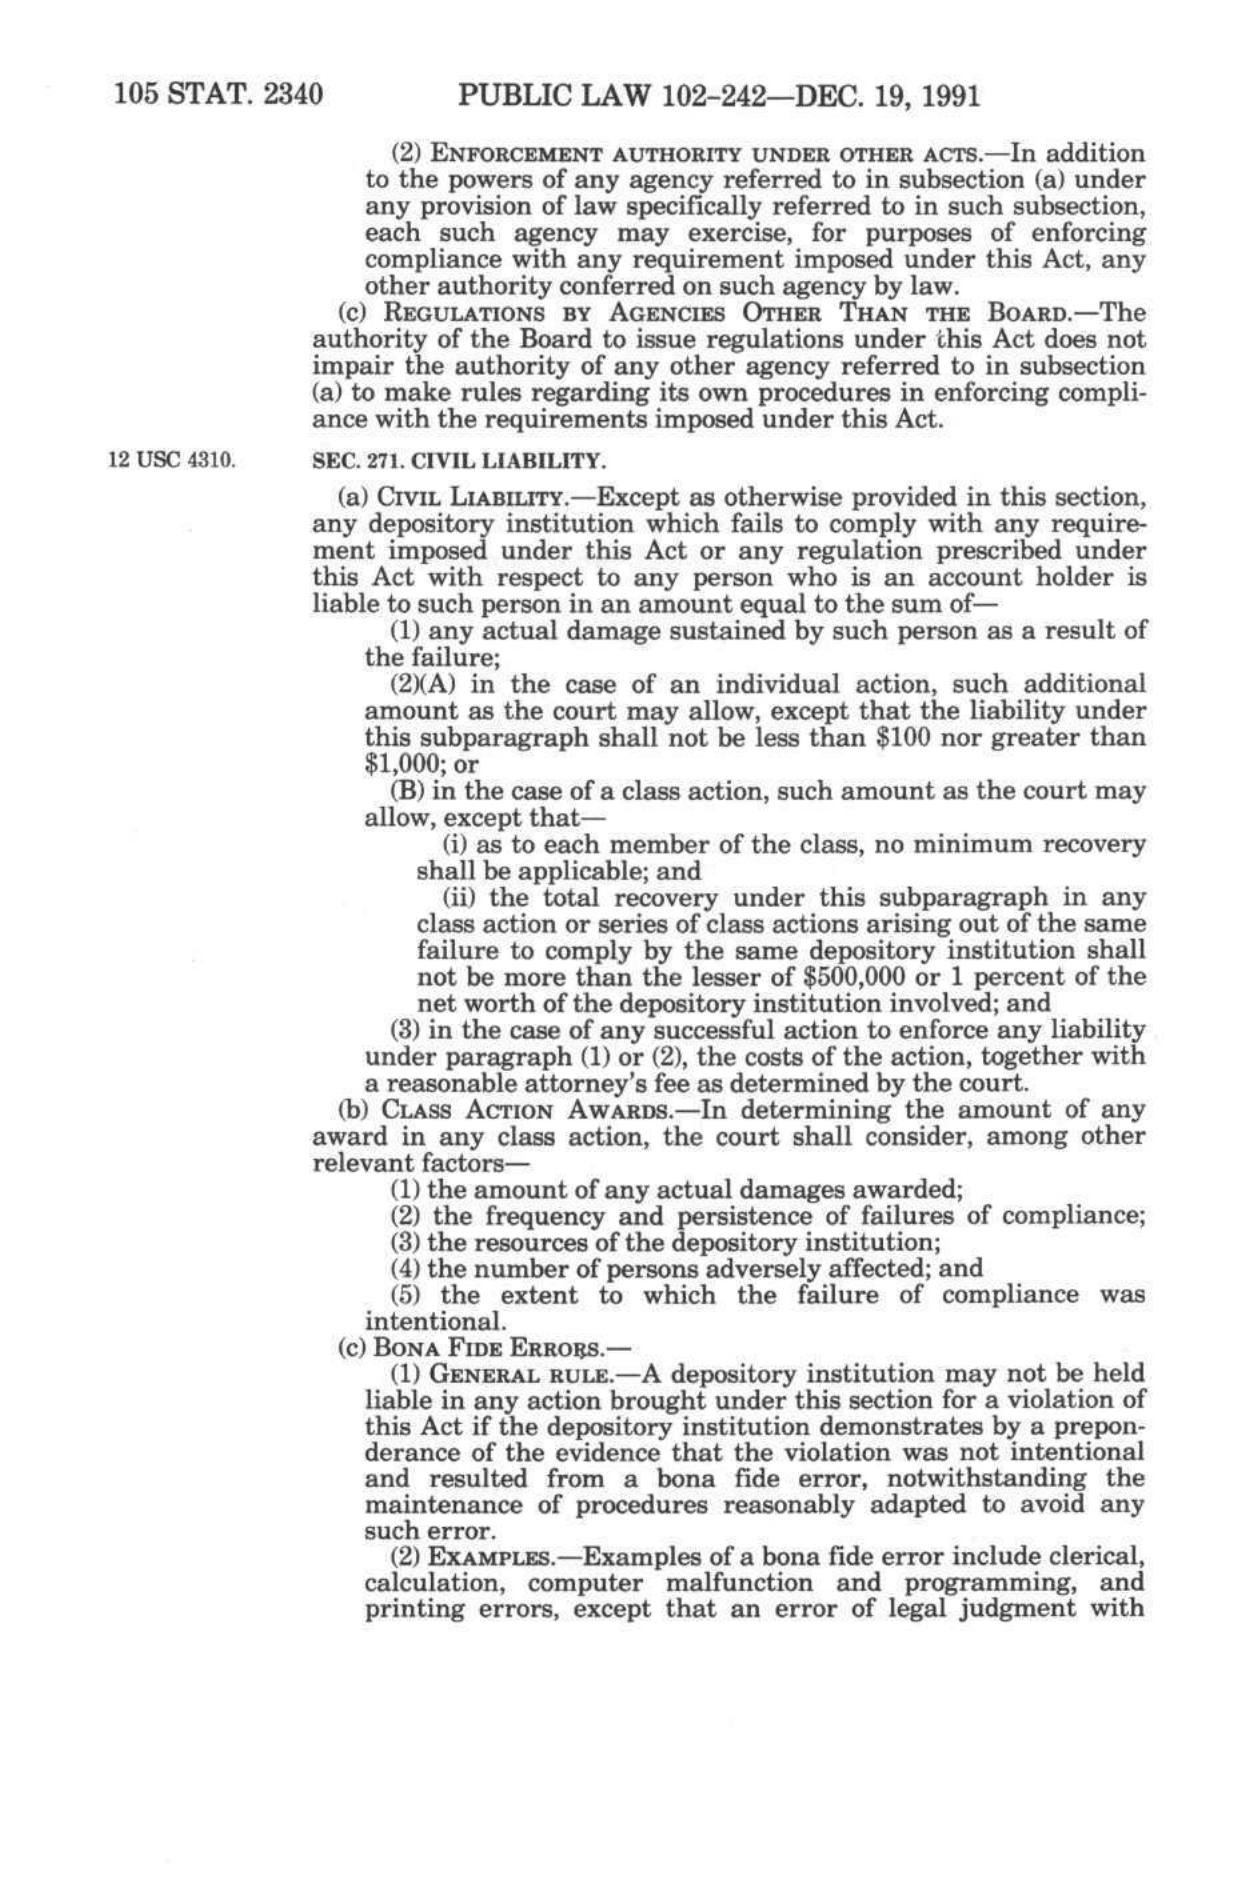 105 STAT. 2340 PUBLIC LAW 102-242—DEC. 19, 1991
(2) ENFORCEMENT AUTHORITY UNDER OTHER ACTS.—In addition
to the powers of any agency referred to in subsection (a) under
any provision of law specifically referred to in such subsection,
each such agency may exercise, for purposes of enforcing
compliance with any requirement imposed under this Act, any
other authority conferred on such agency by law.
(c) REGULATIONS BY AGENCIES OTHER THAN THE BOARD.—The
authority of the Board to issue regulations under this Act does not
impair the authority of any other agency referred to in subsection
(a) to make rules regarding its own procedures in enforcing compli-
ance with the requirements imposed under this Act.
12 USC 4310. SEC. 271. CIVIL LIABILITY.
(a) CIVIL LIABILITY.—Except as otherwise provided in this section,
any depository institution which fails to comply with any require-
ment imposed under this Act or any regulation prescribed under
this Act with respect to any person who is an account holder is
liable to such person in an amount equal to the sum of—
(1) any actual damage sustained by such person as a result of
the failure;
(2)(A) in the case of an individual action, such additional
amount as the court may allow, except that the liability under
this subparagraph shall not be less than $100 nor greater than
$1,000; or
(B) in the case of a class action, such amount as the court may
allow, except that—
(i) as to each member of the class, no minimum recovery
shall be applicable; and
(ii) the total recovery under this subparagraph in any
class action or series of class actions arising out of the same
failure to comply by the same depository institution shall
not be more than the lesser of $500,000 or 1 percent of the
net worth of the depository institution involved; and
(3) in the case of any successful action to enforce any liability
under paragraph (1) or (2), the costs of the action, together with
a reasonable attorney's fee as determined by the court.
(b) CLASS ACTION AWARDS.—In determining the amount of any
award in any class action, the court shall consider, among other
relevant factors—
(1) the amount of any actual damages awarded;
(2) the frequency and persistence of failures of compliance;
(3) the resources of the depository institution;
(4) the number of persons adversely affected; and
(5) the extent to which the failure of compliance was
intentional.
(c) BONA FIDE ERRORS.—
(1) GENERAL RULE.—A depository institution may not be held
liable in any action brought under this section for a violation of
this Act if the depository institution demonstrates by a prepon-
derance of the evidence that the violation was not intentional
and resulted from a bona fide error, notwithstanding the
maintenance of procedures reasonably adapted to avoid any
such error.
(2) EXAMPLES.—Examples of a bona fide error include clerical,
calculation, computer malfunction and programming, and
printing errors, except that an error of legal judgment with